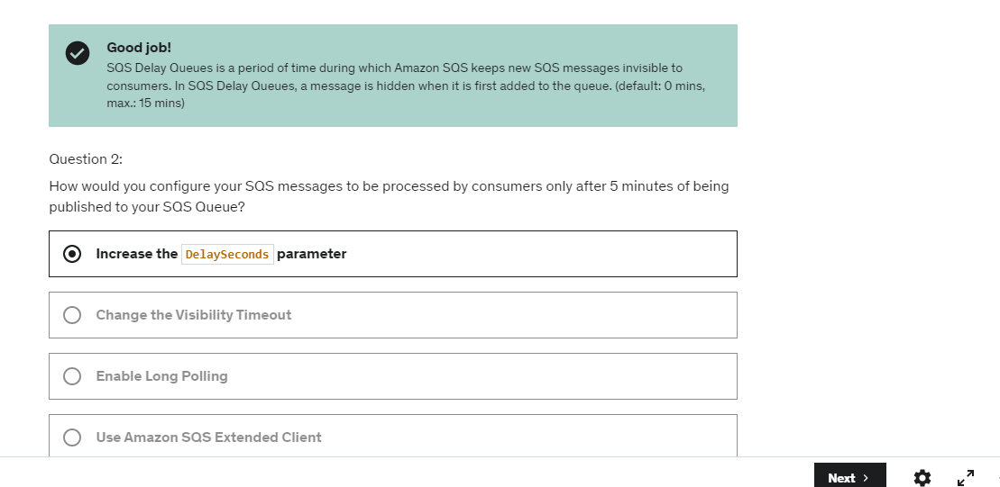 Good job!
SQS Delay Queues is a period of time during which Amazon SQS keeps new SQS messages invisible to
consumers. In SQS Delay Queues, a message is hidden when it is first added to the queue. (default: 0 mins,
max.: 15 mins)
Question 2:
How would you configure your SQS messages to be processed by consumers only after 5 minutes of being
published to your SQS Queue?
Increase the DelaySeconds parameter
Change the Visibility Timeout
Enable Long Polling
Use Amazon SQS Extended Client
Next